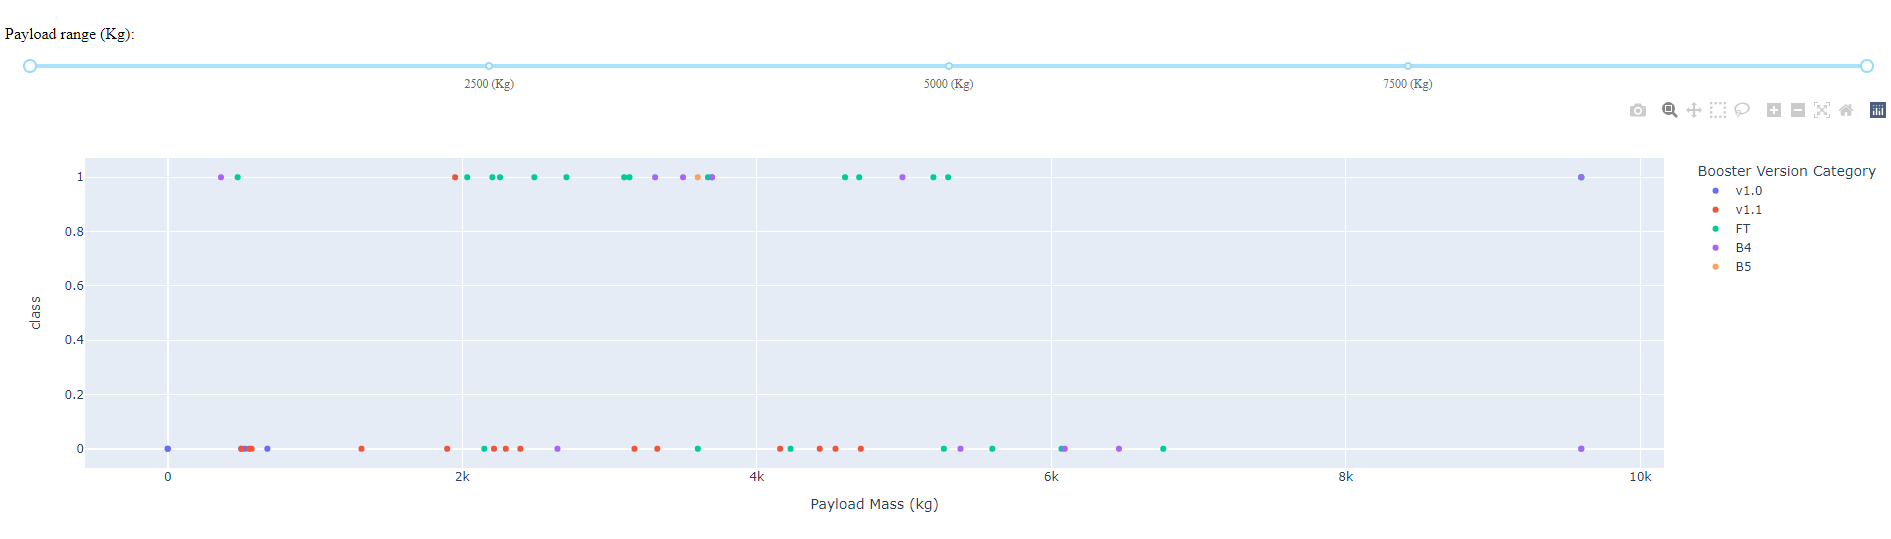 Payload range (Kg):
2500 (Kg) 5000 (Kg) 7500 (Kg)
Booster Version Category
v1.0
v1.1
FT
B4
B5
class
1
0.8
0.6
0.4
0.2
0
0 2k 4k 6k 8k 10k
Payload Mass (kg)